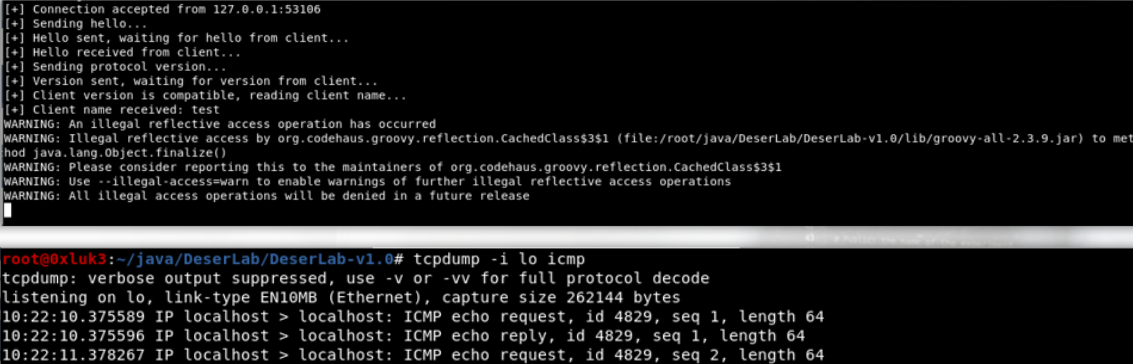 [+] Connection accepted from 127.0.0.1:53106
[+] Sending hello...
[+] Hello sent, waiting for hello from client...
[+] Hello received from client...
[+] Sending protocol version...
[+] Version sent, waiting for version from client...
[+] Client version is compatible, reading client name...
[+] Client name received: test
WARNING: An illegal reflective access operation has occurred
WARNING: Illegal reflective access by org.codehaus.groovy.reflection.CachedClass$3$1 (file:/root/java/DeserLab/DeserLab-v1.0/lib/groovy-all-2.3.9.jar) to met
hod java.lang.Object.finalize()
WARNING: Please consider reporting this to the maintainers of org.codehaus.groovy.reflection.CachedClass$3$1
WARNING: Use --illegal-access=warn to enable warnings of further illegal reflective access operations
WARNING: All illegal access operations will be denied in a future release
root@0xluk3:~/java/DeserLab/DeserLab-v1.0# tcpdump -i lo icmp
tcpdump: verbose output suppressed, use -v or -vv for full protocol decode
listening on lo, link-type EN10MB (Ethernet), capture size 262144 bytes
10:22:10.375589 IP localhost > localhost: ICMP echo request, id 4829, seq 1, length 64
10:22:10.375596 IP localhost > localhost: ICMP echo reply, id 4829, seq 1, length 64
10:22:11.378267 IP localhost > localhost: ICMP echo request, id 4829, seq 2, length 64